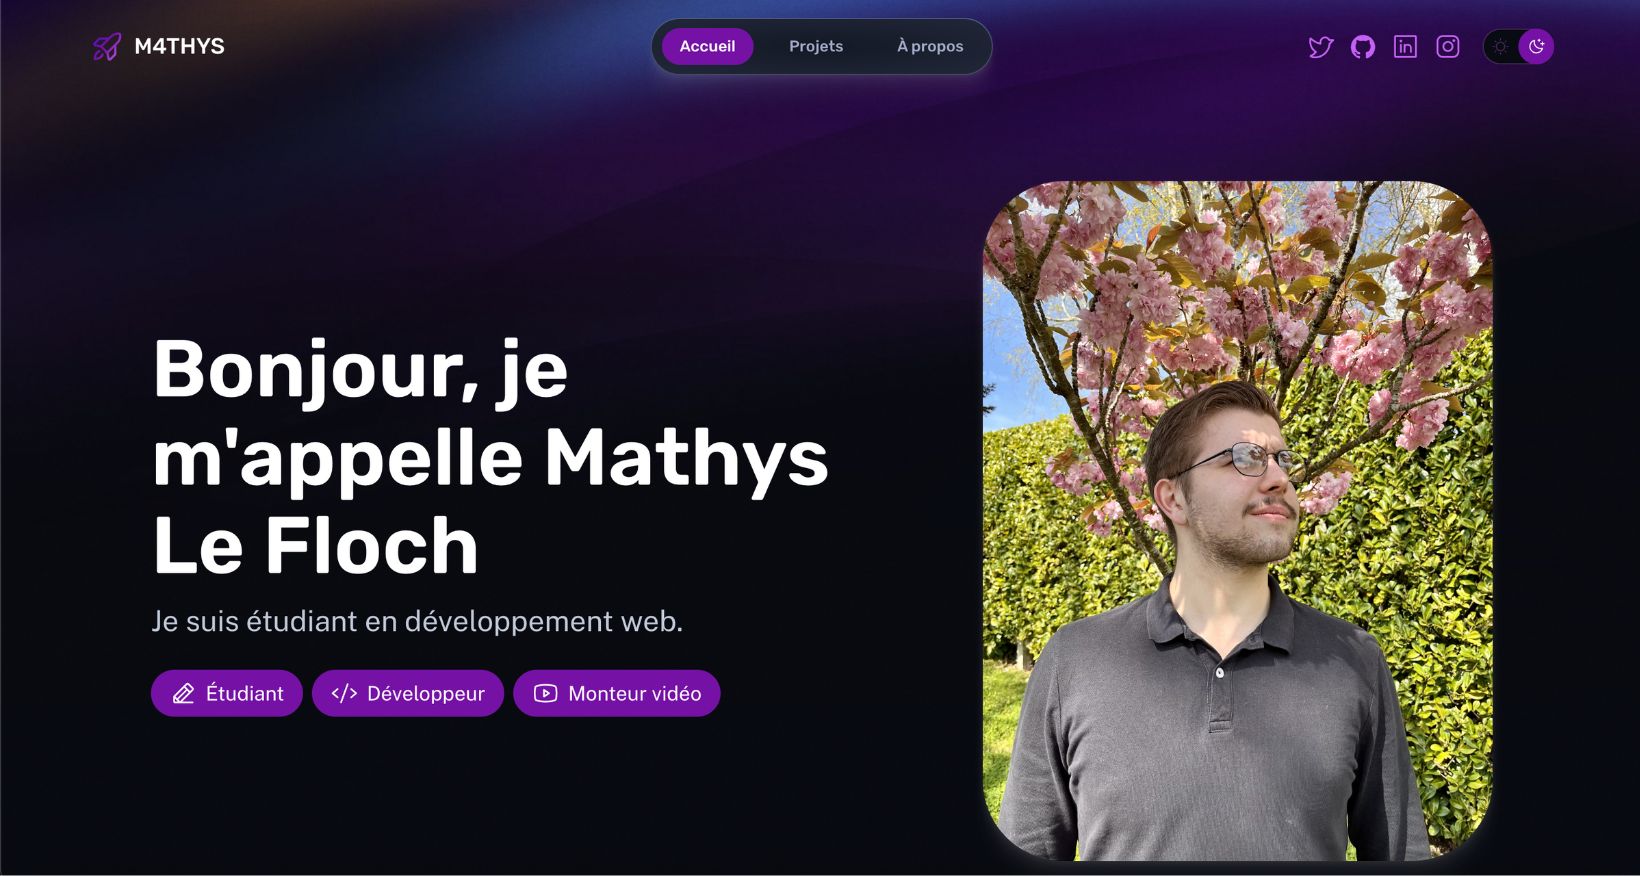 M4THYS
Accueil
Projets
À propos
Bonjour, je
m'appelle Mathys
Le Floch
Je suis étudiant en développement web.
Étudiant
Développeur
Monteur vidéo